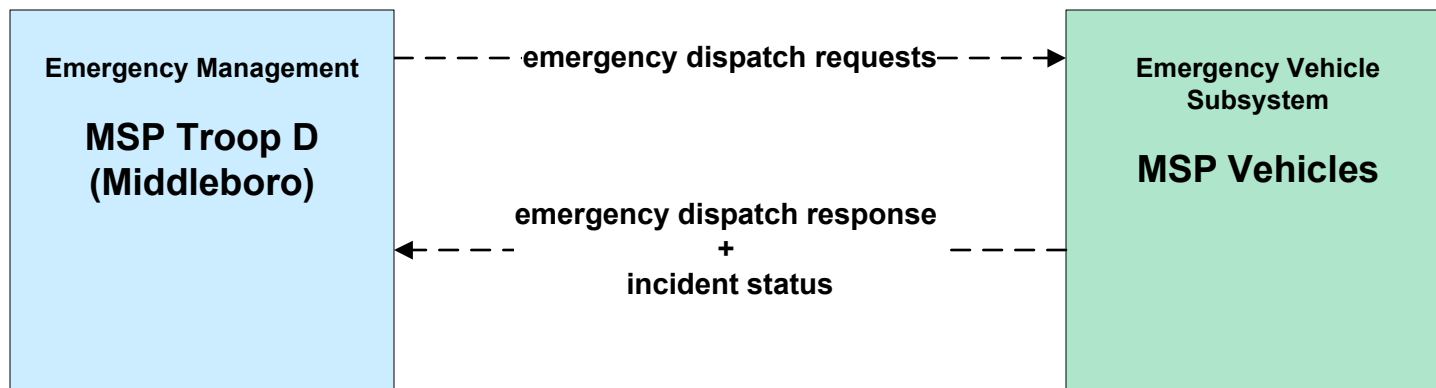 Emergency Management
MSP Troop D
(Middleboro)
emergency dispatch requests
emergency dispatch response
+
incident status
Emergency Vehicle
Subsystem
MSP Vehicles